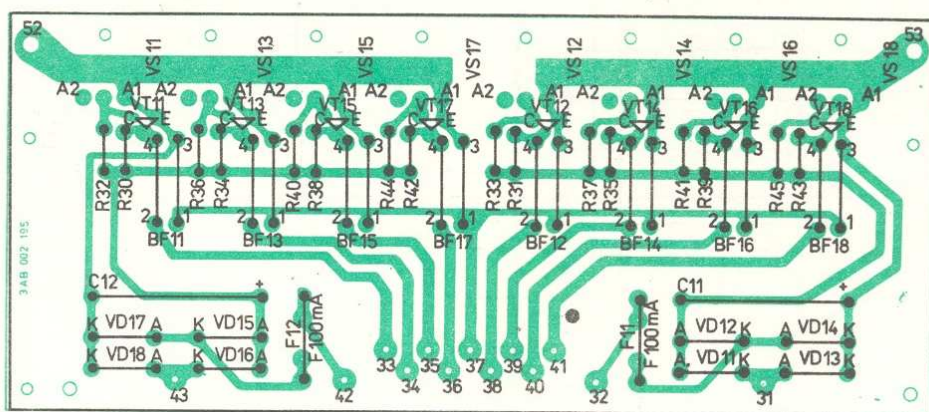 52 53
VS11 VS13 VS15 VS17 VS12 VS14 VS16 VS18
A2 A1 A2 A1 A2 A1 A2 A1 A2 A1 A2 A1 A2 A1 A2 A1
VT11 VT13 VT15 VT17 VT12 VT14 VT16 VT18
C E C E C E C E C E C E C E C E
4 3 4 3 4 3 4 3 4 3 4 3 4 3 4 3
R32 R30 R36 R34 R40 R38 R44 R42 R33 R31 R37 R35 R41 R39 R45 R43
2 1 2 1 2 1 2 1 2 1 2 1 2 1 2 1
BF11 BF13 BF15 BF17 BF12 BF14 BF16 BF18
3AB 002 195
C12 + C11 +
F12 F100mA F11 F100mA
K VD17 A K VD15 A A VD12 K A VD14 K
K VD18 A K VD16 A A VD11 K A VD13 K
33 35 37 39 41
43 42 34 36 38 40 32 31